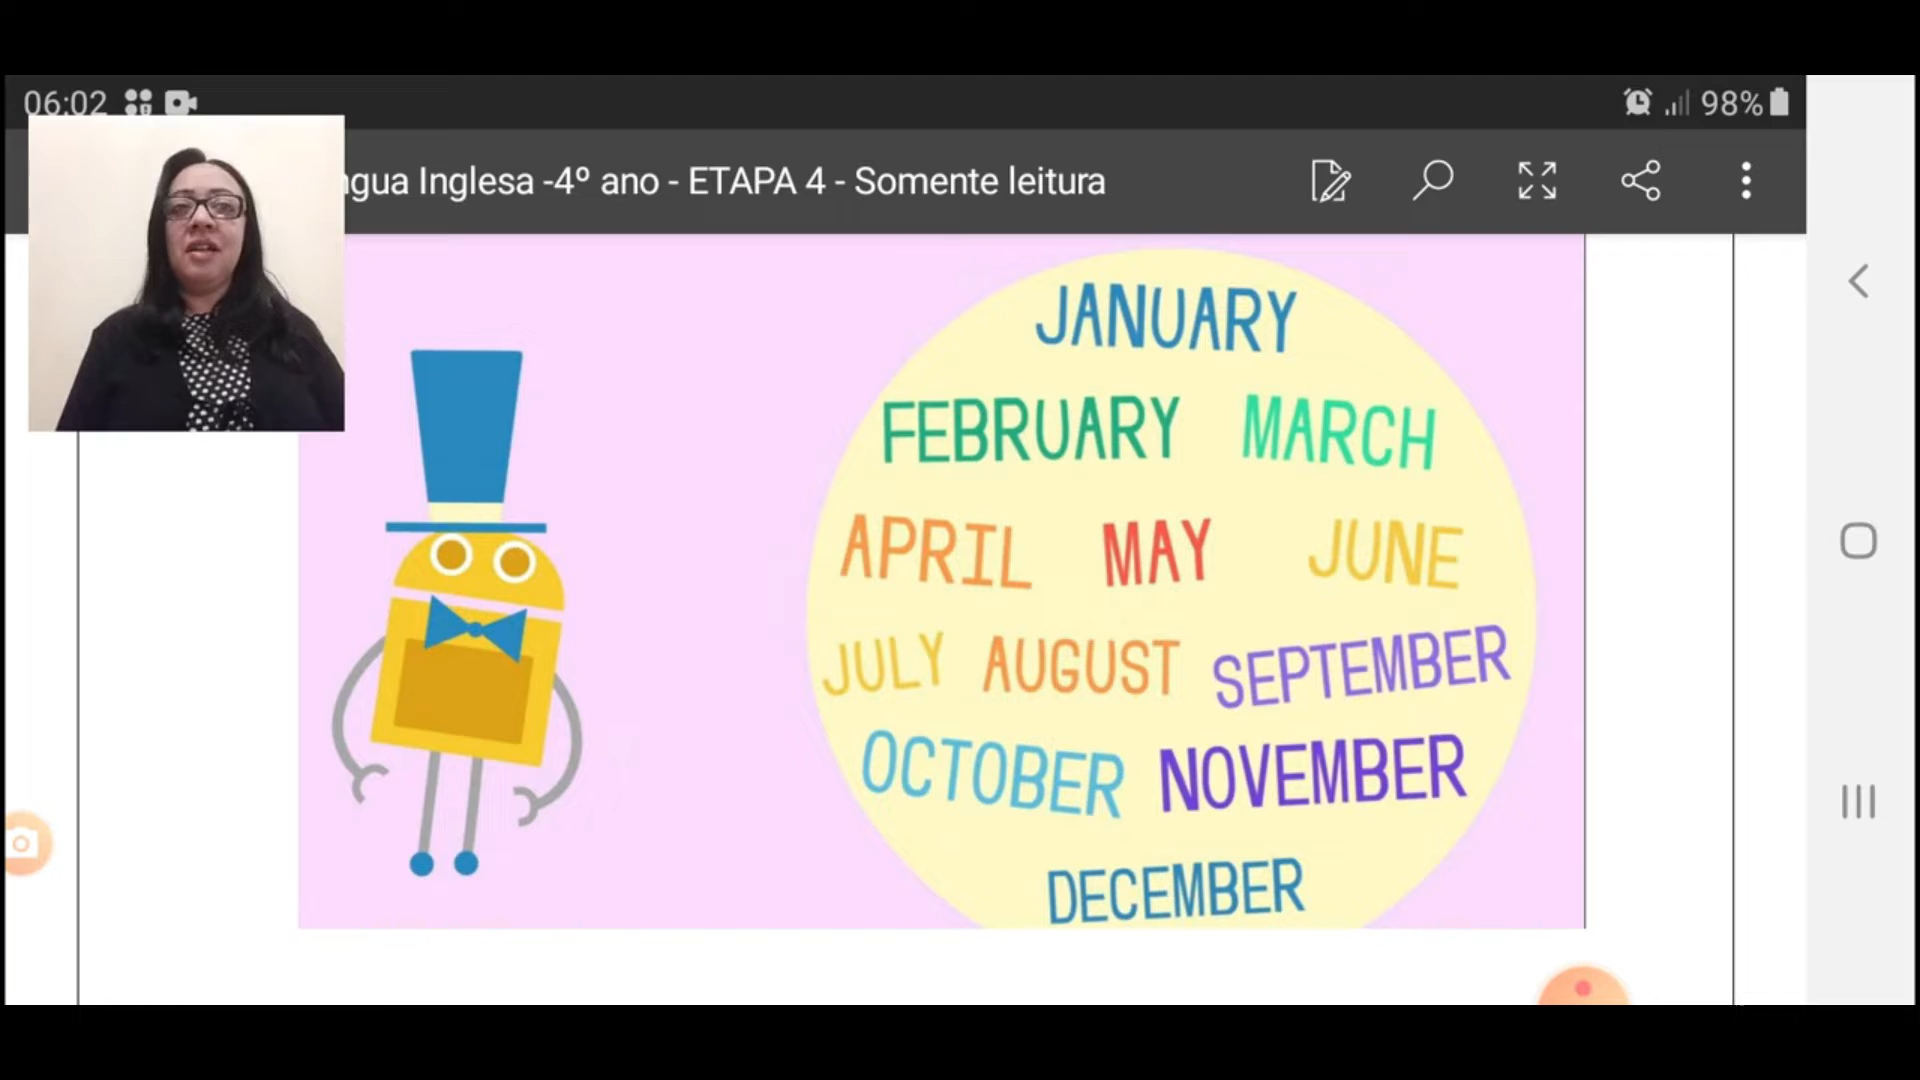 06:02 98%
ngua Inglesa -4º ano - ETAPA 4 - Somente leitura
JANUARY
FEBRUARY MARCH
APRIL MAY JUNE
JULY AUGUST SEPTEMBER
OCTOBER NOVEMBER
DECEMBER